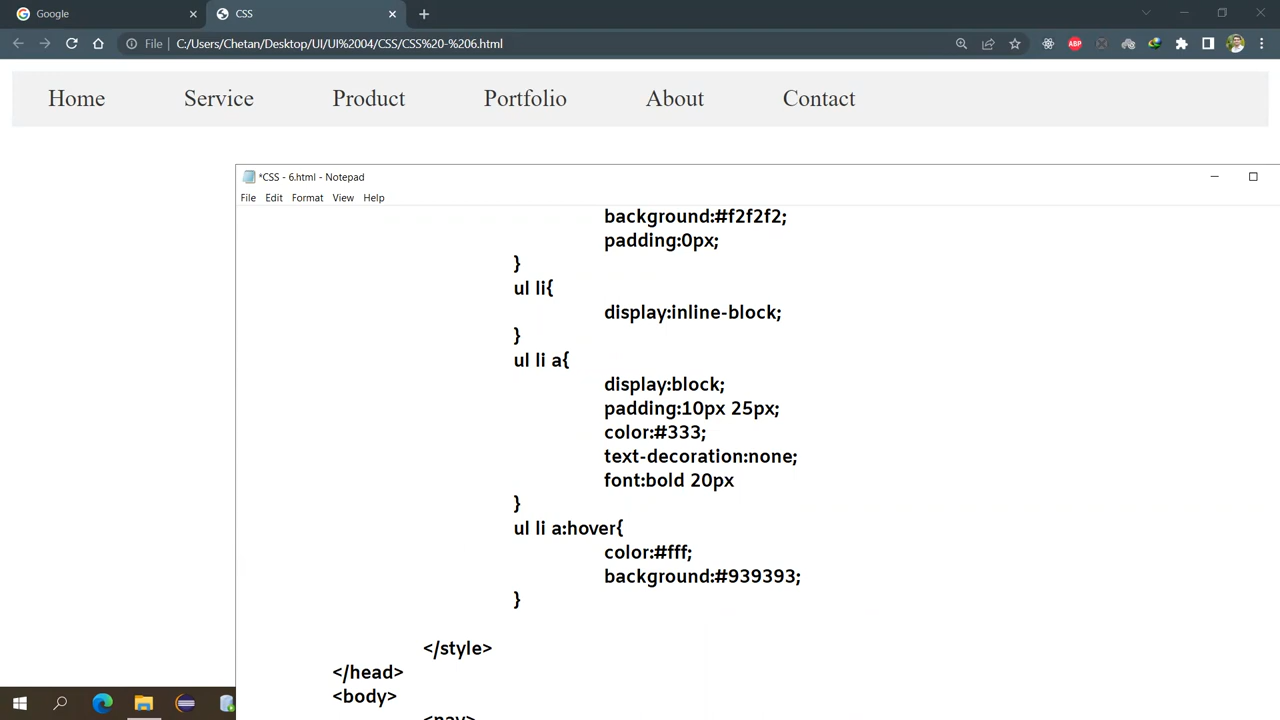 Google
CSS
File
C:/Users/Chetan/Desktop/UI/UI%2004/CSS/CSS%20-%206.html
ABP
Home Service Product Portfolio About Contact
*CSS - 6.html - Notepad
File Edit Format View Help
background:#f2f2f2;
padding:0px;
}
ul li{
display:inline-block;
}
ul li a{
display:block;
padding:10px 25px;
color:#333;
text-decoration:none;
font:bold 20px
}
ul li a:hover{
color:#fff;
background:#939393;
}
</style>
</head>
<body>
<nav>